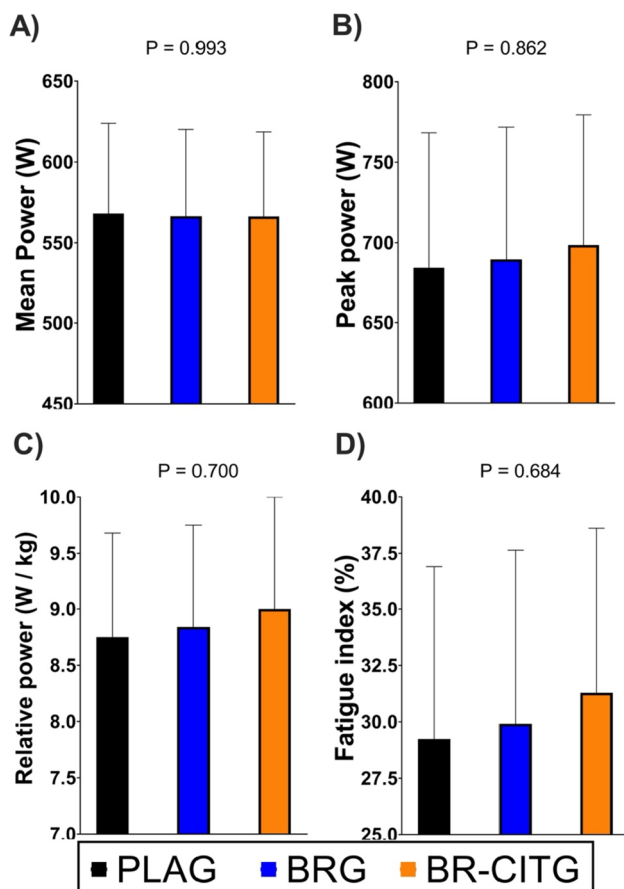 A)
P = 0.993
Mean Power (W)
650
600
550
500
450
B)
P = 0.862
Peak power (W)
800
750
700
650
600
C)
P = 0.700
Relative power (W / kg)
10.0
9.5
9.0
8.5
8.0
7.5
7.0
D)
P = 0.684
Fatigue index (%)
40.0
37.5
35.0
32.5
30.0
27.5
25.0
PLAG BRG BR-CITG